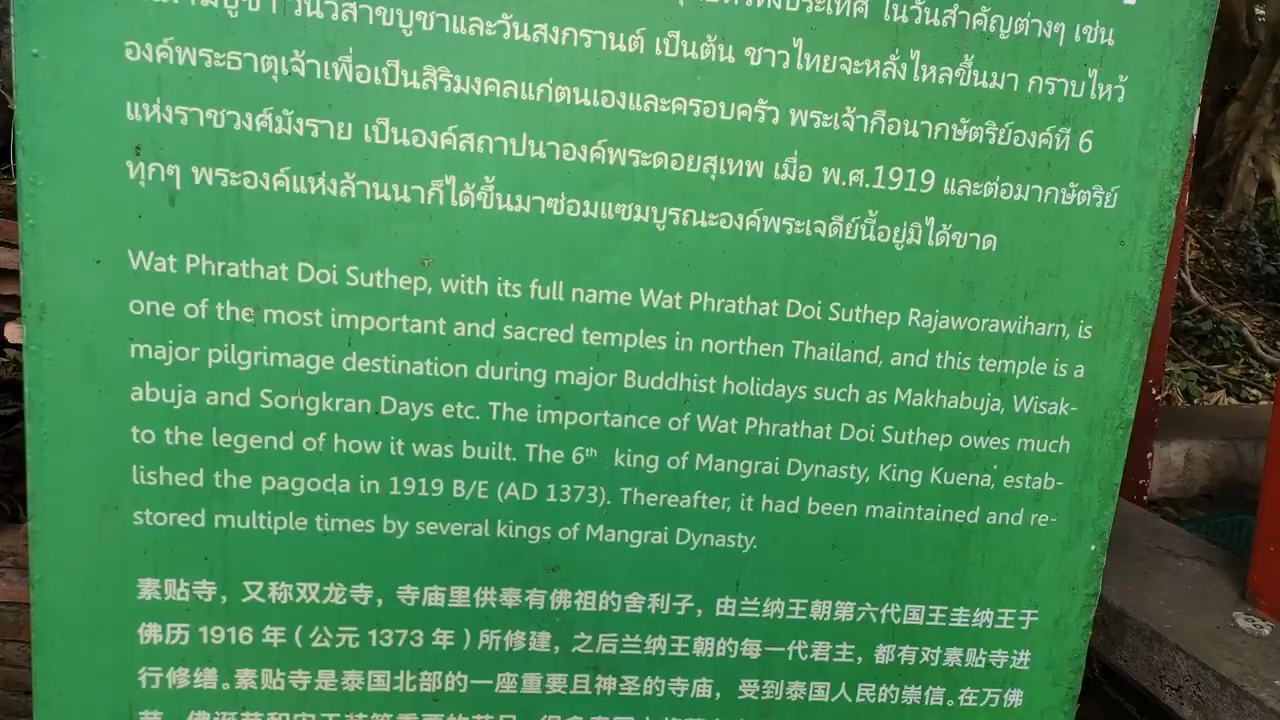 ในวันสำคัญต่างๆ เช่น
วันวิสาขบูชาและวันสงกรานต์ เป็นต้น ชาวไทยจะหลั่งไหลขึ้นมา กราบไหว้
องค์พระธาตุเจ้าเพื่อเป็นสิริมงคลแก่ตนเองและครอบครัว พระเจ้ากือนากษัตริย์องค์ที่ 6
แห่งราชวงศ์มังราย เป็นองค์สถาปนาองค์พระดอยสุเทพ เมื่อ พ.ศ.1919 และต่อมากษัตริย์
ทุกๆ พระองค์แห่งล้านนาก็ได้ขึ้นมาซ่อมแซมบูรณะองค์พระเจดีย์นี้อยู่มิได้ขาด
Wat Phrathat Doi Suthep, with its full name Wat Phrathat Doi Suthep Rajaworawiharn, is
one of the most important and sacred temples in northen Thailand, and this temple is a
major pilgrimage destination during major Buddhist holidays such as Makhabuja, Wisak-
abuja and Songkran Days etc. The importance of Wat Phrathat Doi Suthep owes much
to the legend of how it was built. The 6th king of Mangrai Dynasty, King Kuena, estab-
lished the pagoda in 1919 B/E (AD 1373). Thereafter, it had been maintained and re-
stored multiple times by several kings of Mangrai Dynasty.
素贴寺，又称双龙寺，寺庙里供奉有佛祖的舍利子，由兰纳王朝第六代国王圭纳王于
佛历 1916 年（公元 1373 年）所修建，之后兰纳王朝的每一代君主，都有对素贴寺进
行修缮。素贴寺是泰国北部的一座重要且神圣的寺庙，受到泰国人民的崇信。在万佛